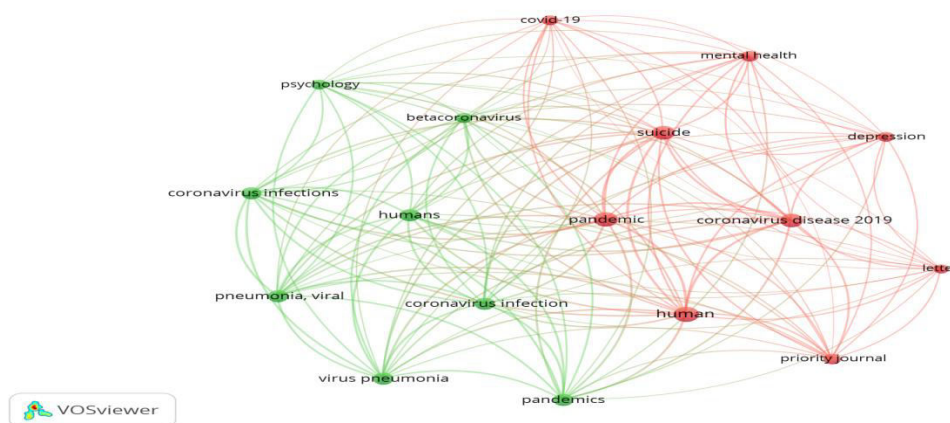 covid-19
mental health
psychology
betacoronavirus
suicide
depression
coronavirus infections
humans
pandemic
coronavirus disease 2019
lette
pneumonia, viral
coronavirus infection
human
priority journal
virus pneumonia
pandemics
VOSviewer